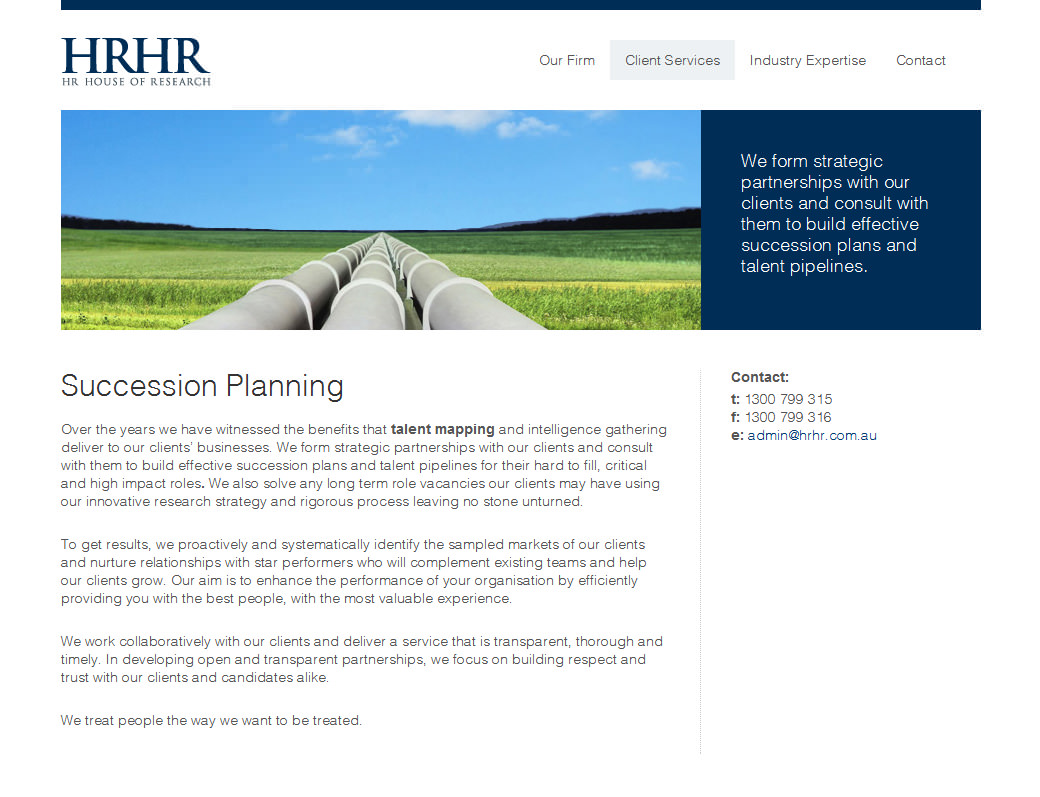 HRHR
HR HOUSE OF RESEARCH
Our Firm
Client Services
Industry Expertise
Contact
We form strategic
partnerships with our
clients and consult with
them to build effective
succession plans and
talent pipelines.
Succession Planning
Over the years we have witnessed the benefits that talent mapping and intelligence gathering
deliver to our clients’ businesses. We form strategic partnerships with our clients and consult
with them to build effective succession plans and talent pipelines for their hard to fill, critical
and high impact roles. We also solve any long term role vacancies our clients may have using
our innovative research strategy and rigorous process leaving no stone unturned.
To get results, we proactively and systematically identify the sampled markets of our clients
and nurture relationships with star performers who will complement existing teams and help
our clients grow. Our aim is to enhance the performance of your organisation by efficiently
providing you with the best people, with the most valuable experience.
We work collaboratively with our clients and deliver a service that is transparent, thorough and
timely. In developing open and transparent partnerships, we focus on building respect and
trust with our clients and candidates alike.
We treat people the way we want to be treated.
Contact:
t: 1300 799 315
f: 1300 799 316
e: admin@hrhr.com.au